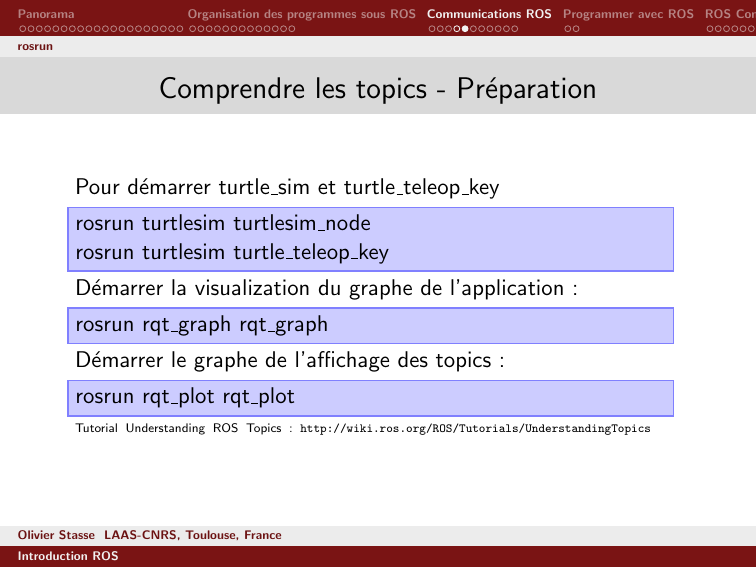 Panorama
Organisation des programmes sous ROS
Communications ROS
Programmer avec ROS
ROS
rosrun
Comprendre les topics - Préparation
Pour démarrer turtle_sim et turtle_teleop_key
rosrun turtlesim turtlesim_node
rosrun turtlesim turtle_teleop_key
Démarrer la visualization du graphe de l'application :
rosrun rqt_graph rqt_graph
Démarrer le graphe de l'affichage des topics :
rosrun rqt_plot rqt_plot
Tutorial Understanding ROS Topics : http://wiki.ros.org/ROS/Tutorials/UnderstandingTopics
Olivier Stasse LAAS-CNRS, Toulouse, France
Introduction ROS